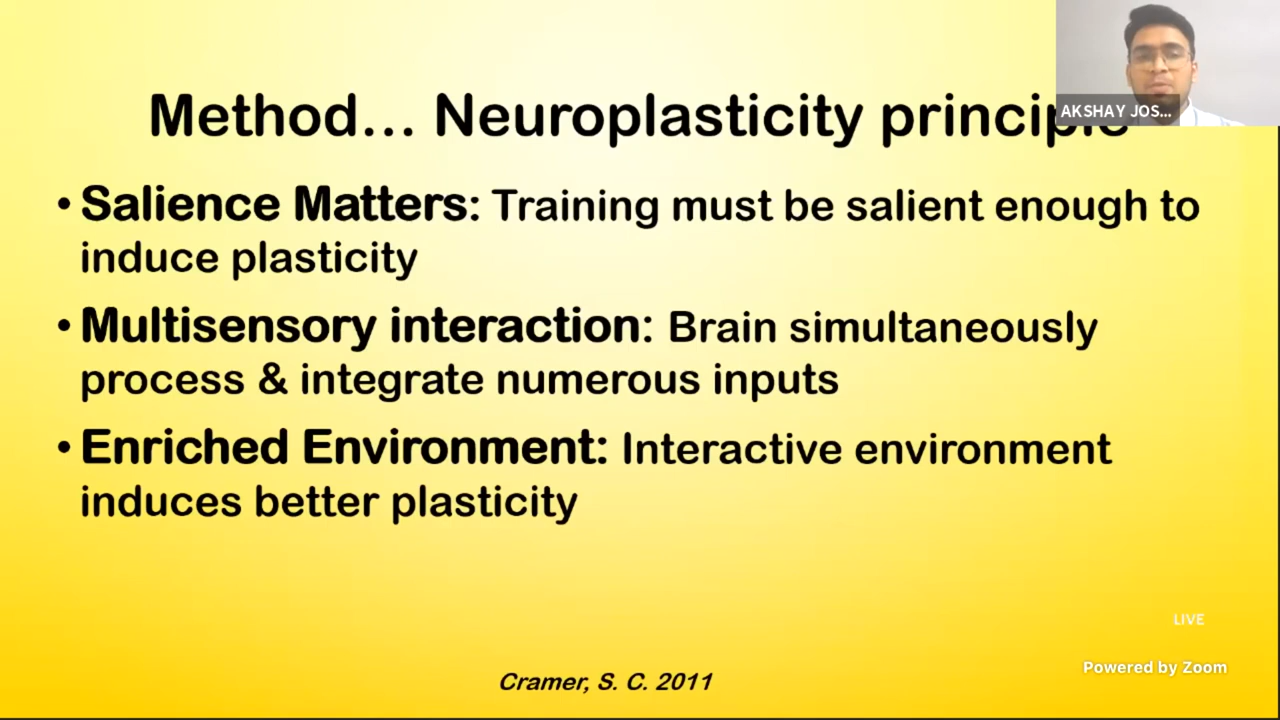 Method... Neuroplasticity principle
AKSHAY JOS...
• Salience Matters: Training must be salient enough to
induce plasticity
• Multisensory interaction: Brain simultaneously
process & integrate numerous inputs
• Enriched Environment: Interactive environment
induces better plasticity
LIVE
Powered by Zoom
Cramer, S. C. 2011